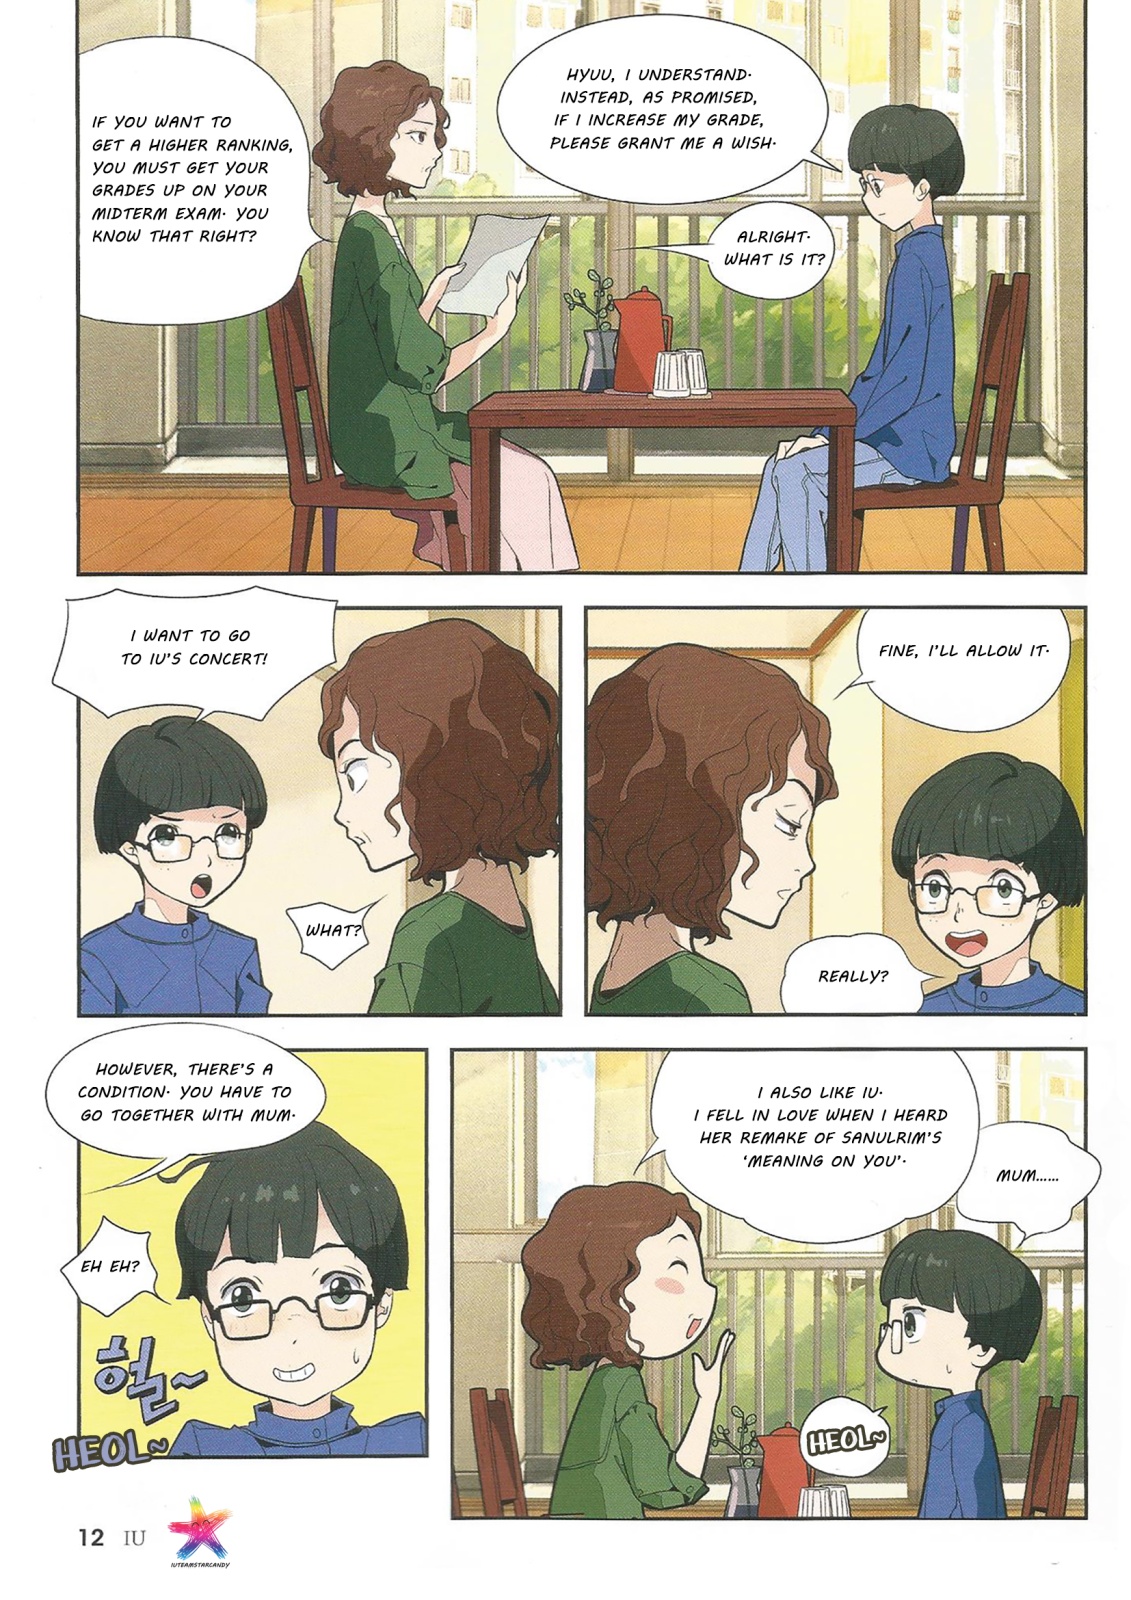 IF YOU WANT TO
GET A HIGHER RANKING,
YOU MUST GET YOUR
GRADES UP ON YOUR
MIDTERM EXAM. YOU
KNOW THAT RIGHT?
HYUU, I UNDERSTAND.
INSTEAD, AS PROMISED,
IF I INCREASE MY GRADE,
PLEASE GRANT ME A WISH.
ALRIGHT.
WHAT IS IT?
I WANT TO GO
TO IU'S CONCERT!
WHAT?
FINE, I'LL ALLOW IT.
REALLY?
HOWEVER, THERE'S A
CONDITION. YOU HAVE TO
GO TOGETHER WITH MUM.
EH EH?
헐~
HEOL~
I ALSO LIKE IU.
I FELL IN LOVE WHEN I HEARD
HER REMAKE OF SANULRIM'S
'MEANING ON YOU'.
MUM......
HEOL~
12 IU
IUTEAMSTARCANDY